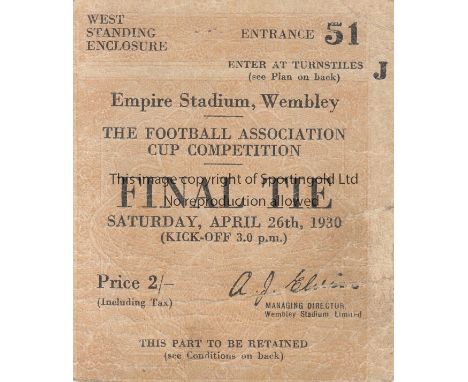 WEST
STANDING
ENCLOSURE
ENTRANCE 51
ENTER AT TURNSTILES
(see Plan on back)
J
Empire Stadium, Wembley
THE FOOTBALL ASSOCIATION
CUP COMPETITION
This image copyright of Sportingold Ltd
FINAL TIE
No reproduction allowed
SATURDAY, APRIL 26th, 1930
(KICK-OFF 3.0 p.m.)
Price 2/-
(Including Tax)
A. J. Elvin
MANAGING DIRECTOR,
Wembley Stadium Limited
THIS PART TO BE RETAINED
(see Conditions on back)